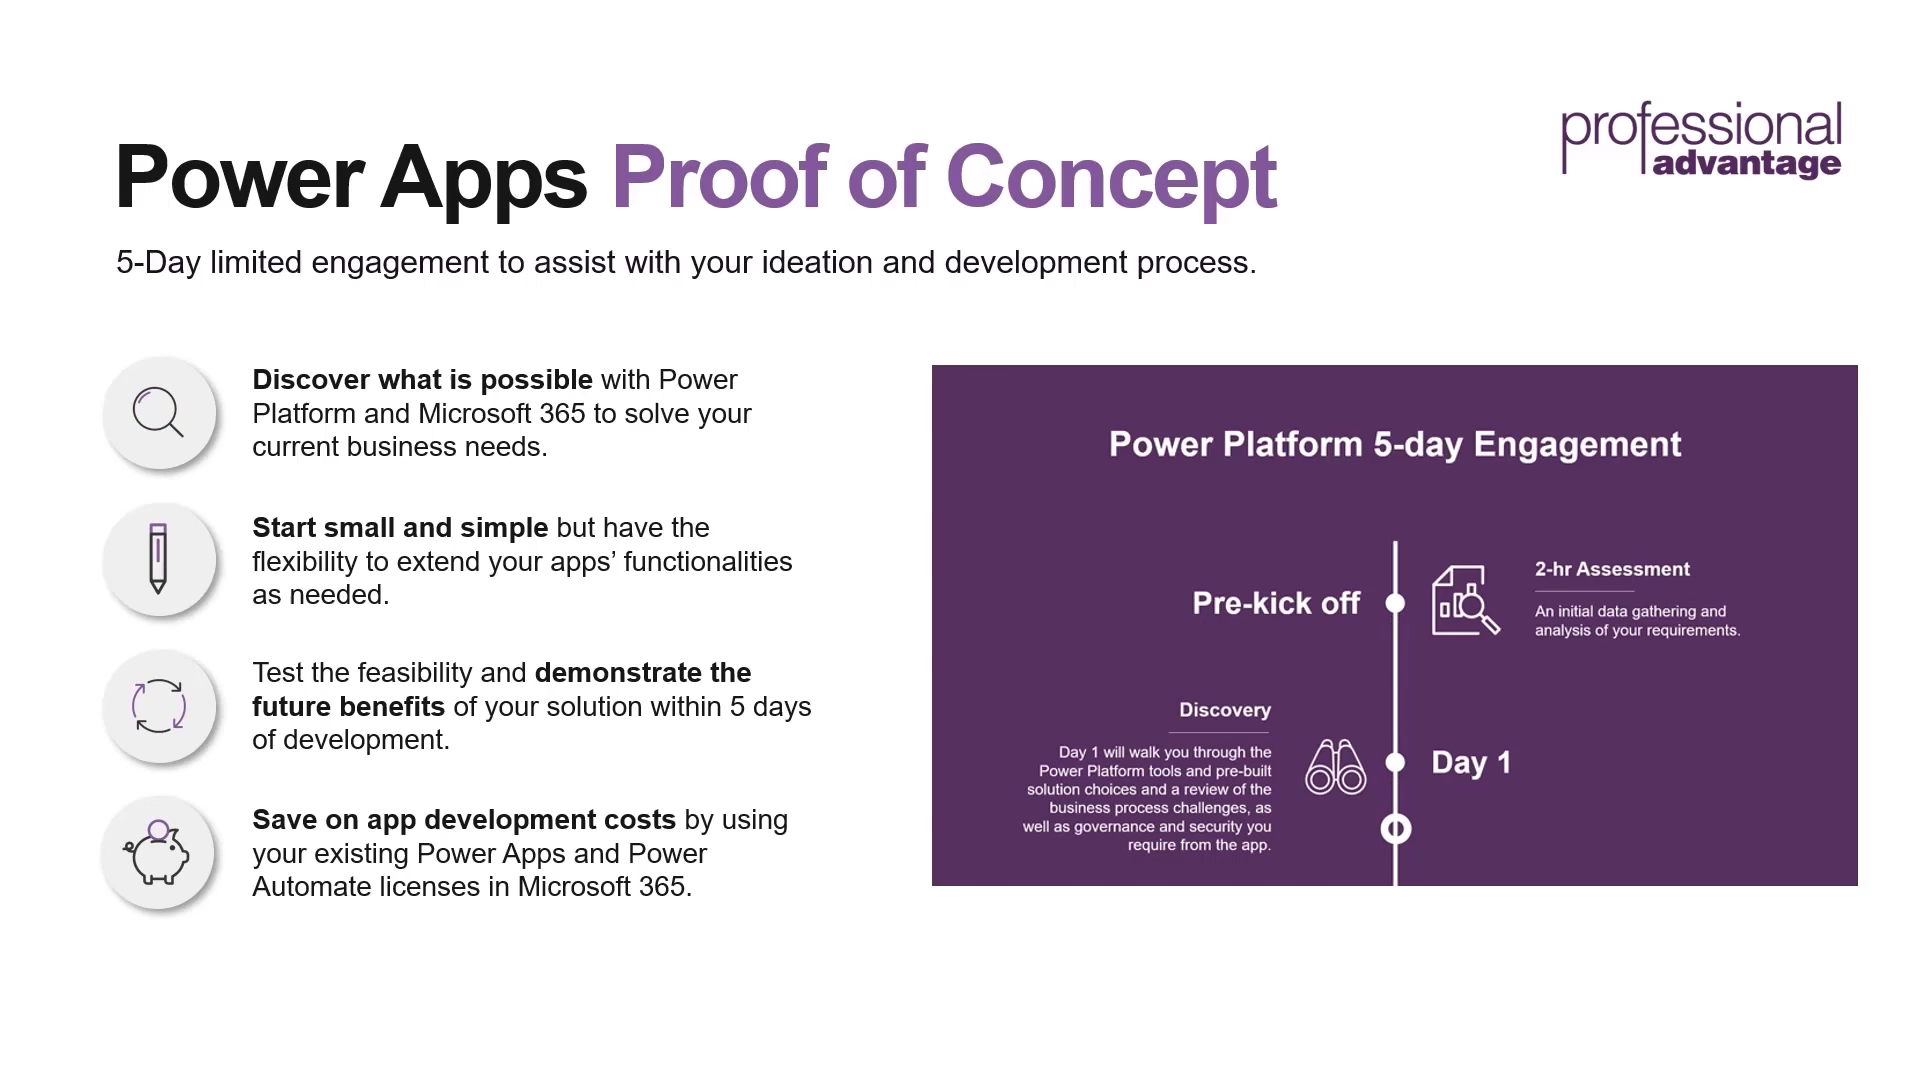 professional
advantage
Power Apps Proof of Concept
5-Day limited engagement to assist with your ideation and development process.
Discover what is possible with Power
Platform and Microsoft 365 to solve your
current business needs.
Start small and simple but have the
flexibility to extend your apps’ functionalities
as needed.
Test the feasibility and demonstrate the
future benefits of your solution within 5 days
of development.
Save on app development costs by using
your existing Power Apps and Power
Automate licenses in Microsoft 365.
Power Platform 5-day Engagement
Pre-kick off
2-hr Assessment
An initial data gathering and
analysis of your requirements.
Discovery
Day 1 will walk you through the
Power Platform tools and pre-built
solution choices and a review of the
business process challenges, as
well as governance and security you
require from the app.
Day 1